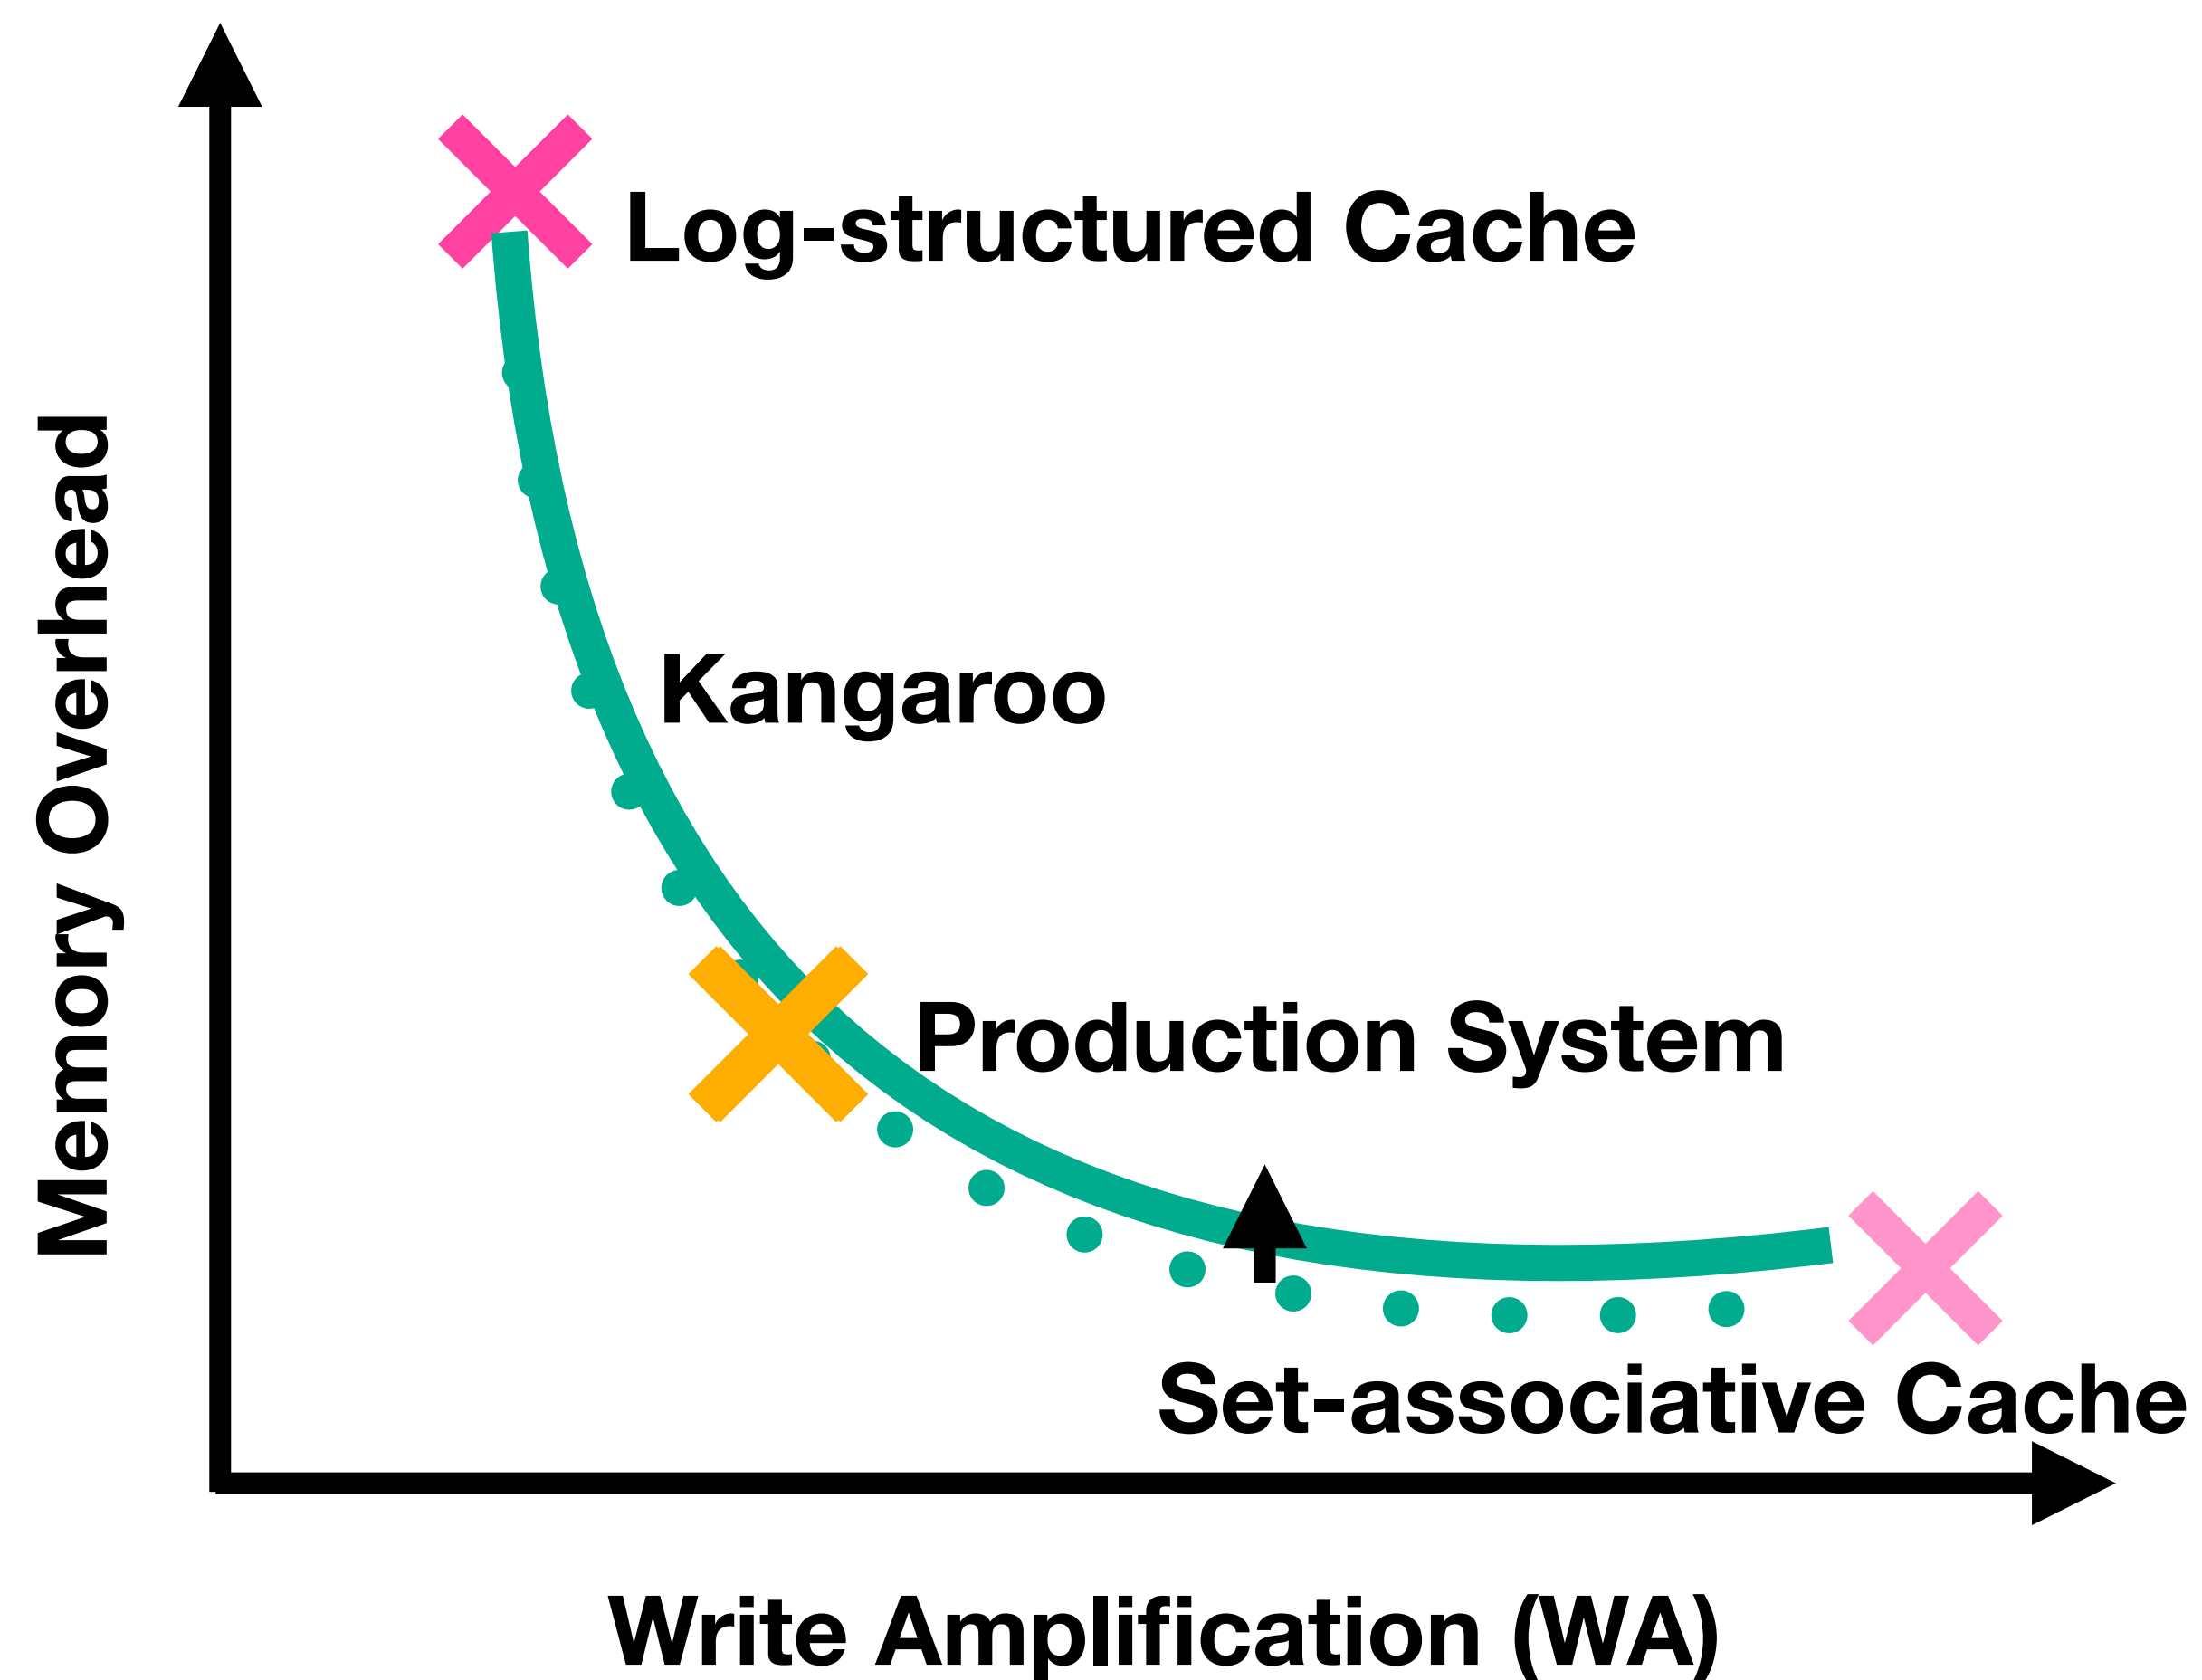 Memory Overhead
Log-structured Cache
Kangaroo
Production System
Set-associative Cache
Write Amplification (WA)